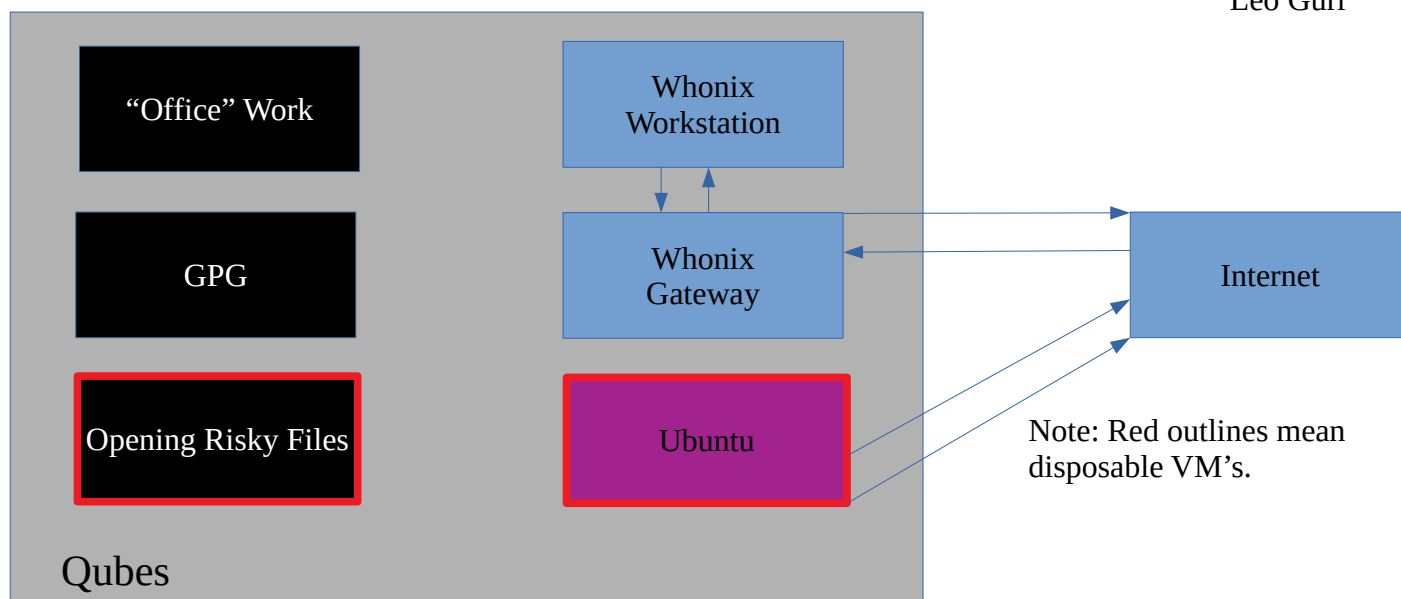 “Office” Work
Whonix
Workstation
GPG
Whonix
Gateway
Internet
Opening Risky Files
Ubuntu
Note: Red outlines mean
disposable VM’s.
Qubes